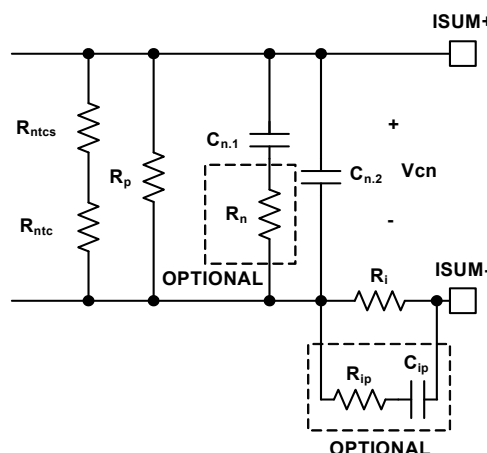 ISUM+
Rntcs
Cn.1
+
Rp
Cn.2
Vcn
Rntc
Rn
-
OPTIONAL
Ri
ISUM-
Rip
Cip
OPTIONAL